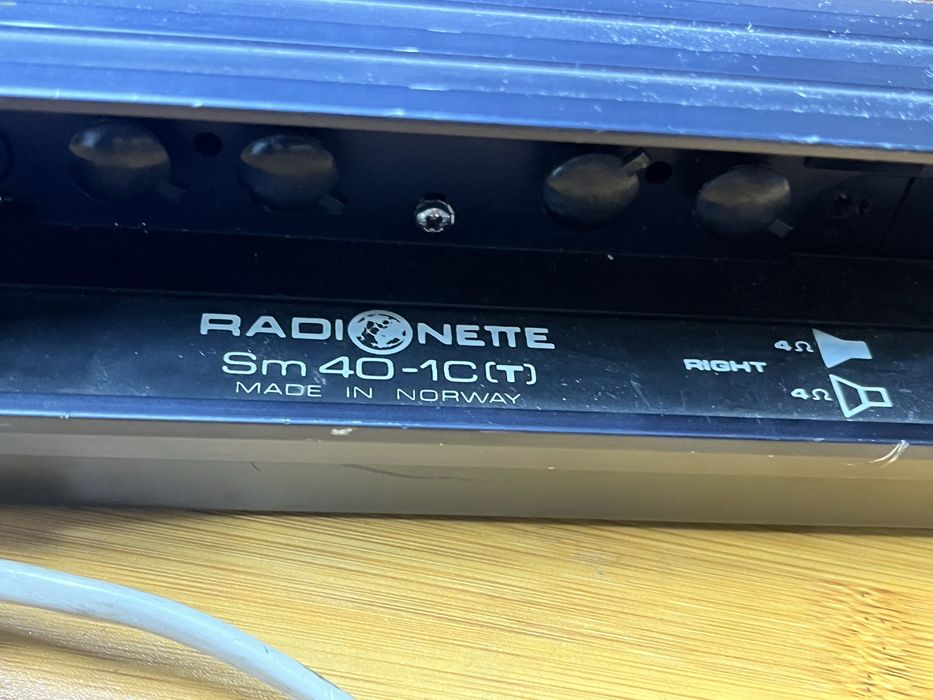 RADIONETTE
Sm 40-1C(T)
MADE IN NORWAY
RIGHT
4Ω
4Ω